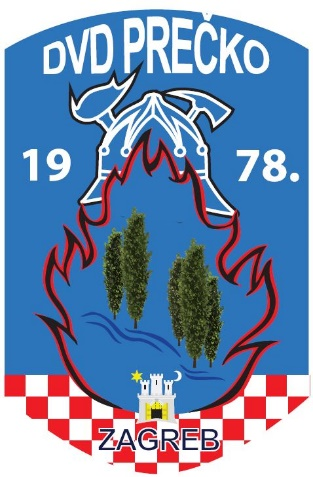 DVD PREČKO
19 78.
ZAGREB